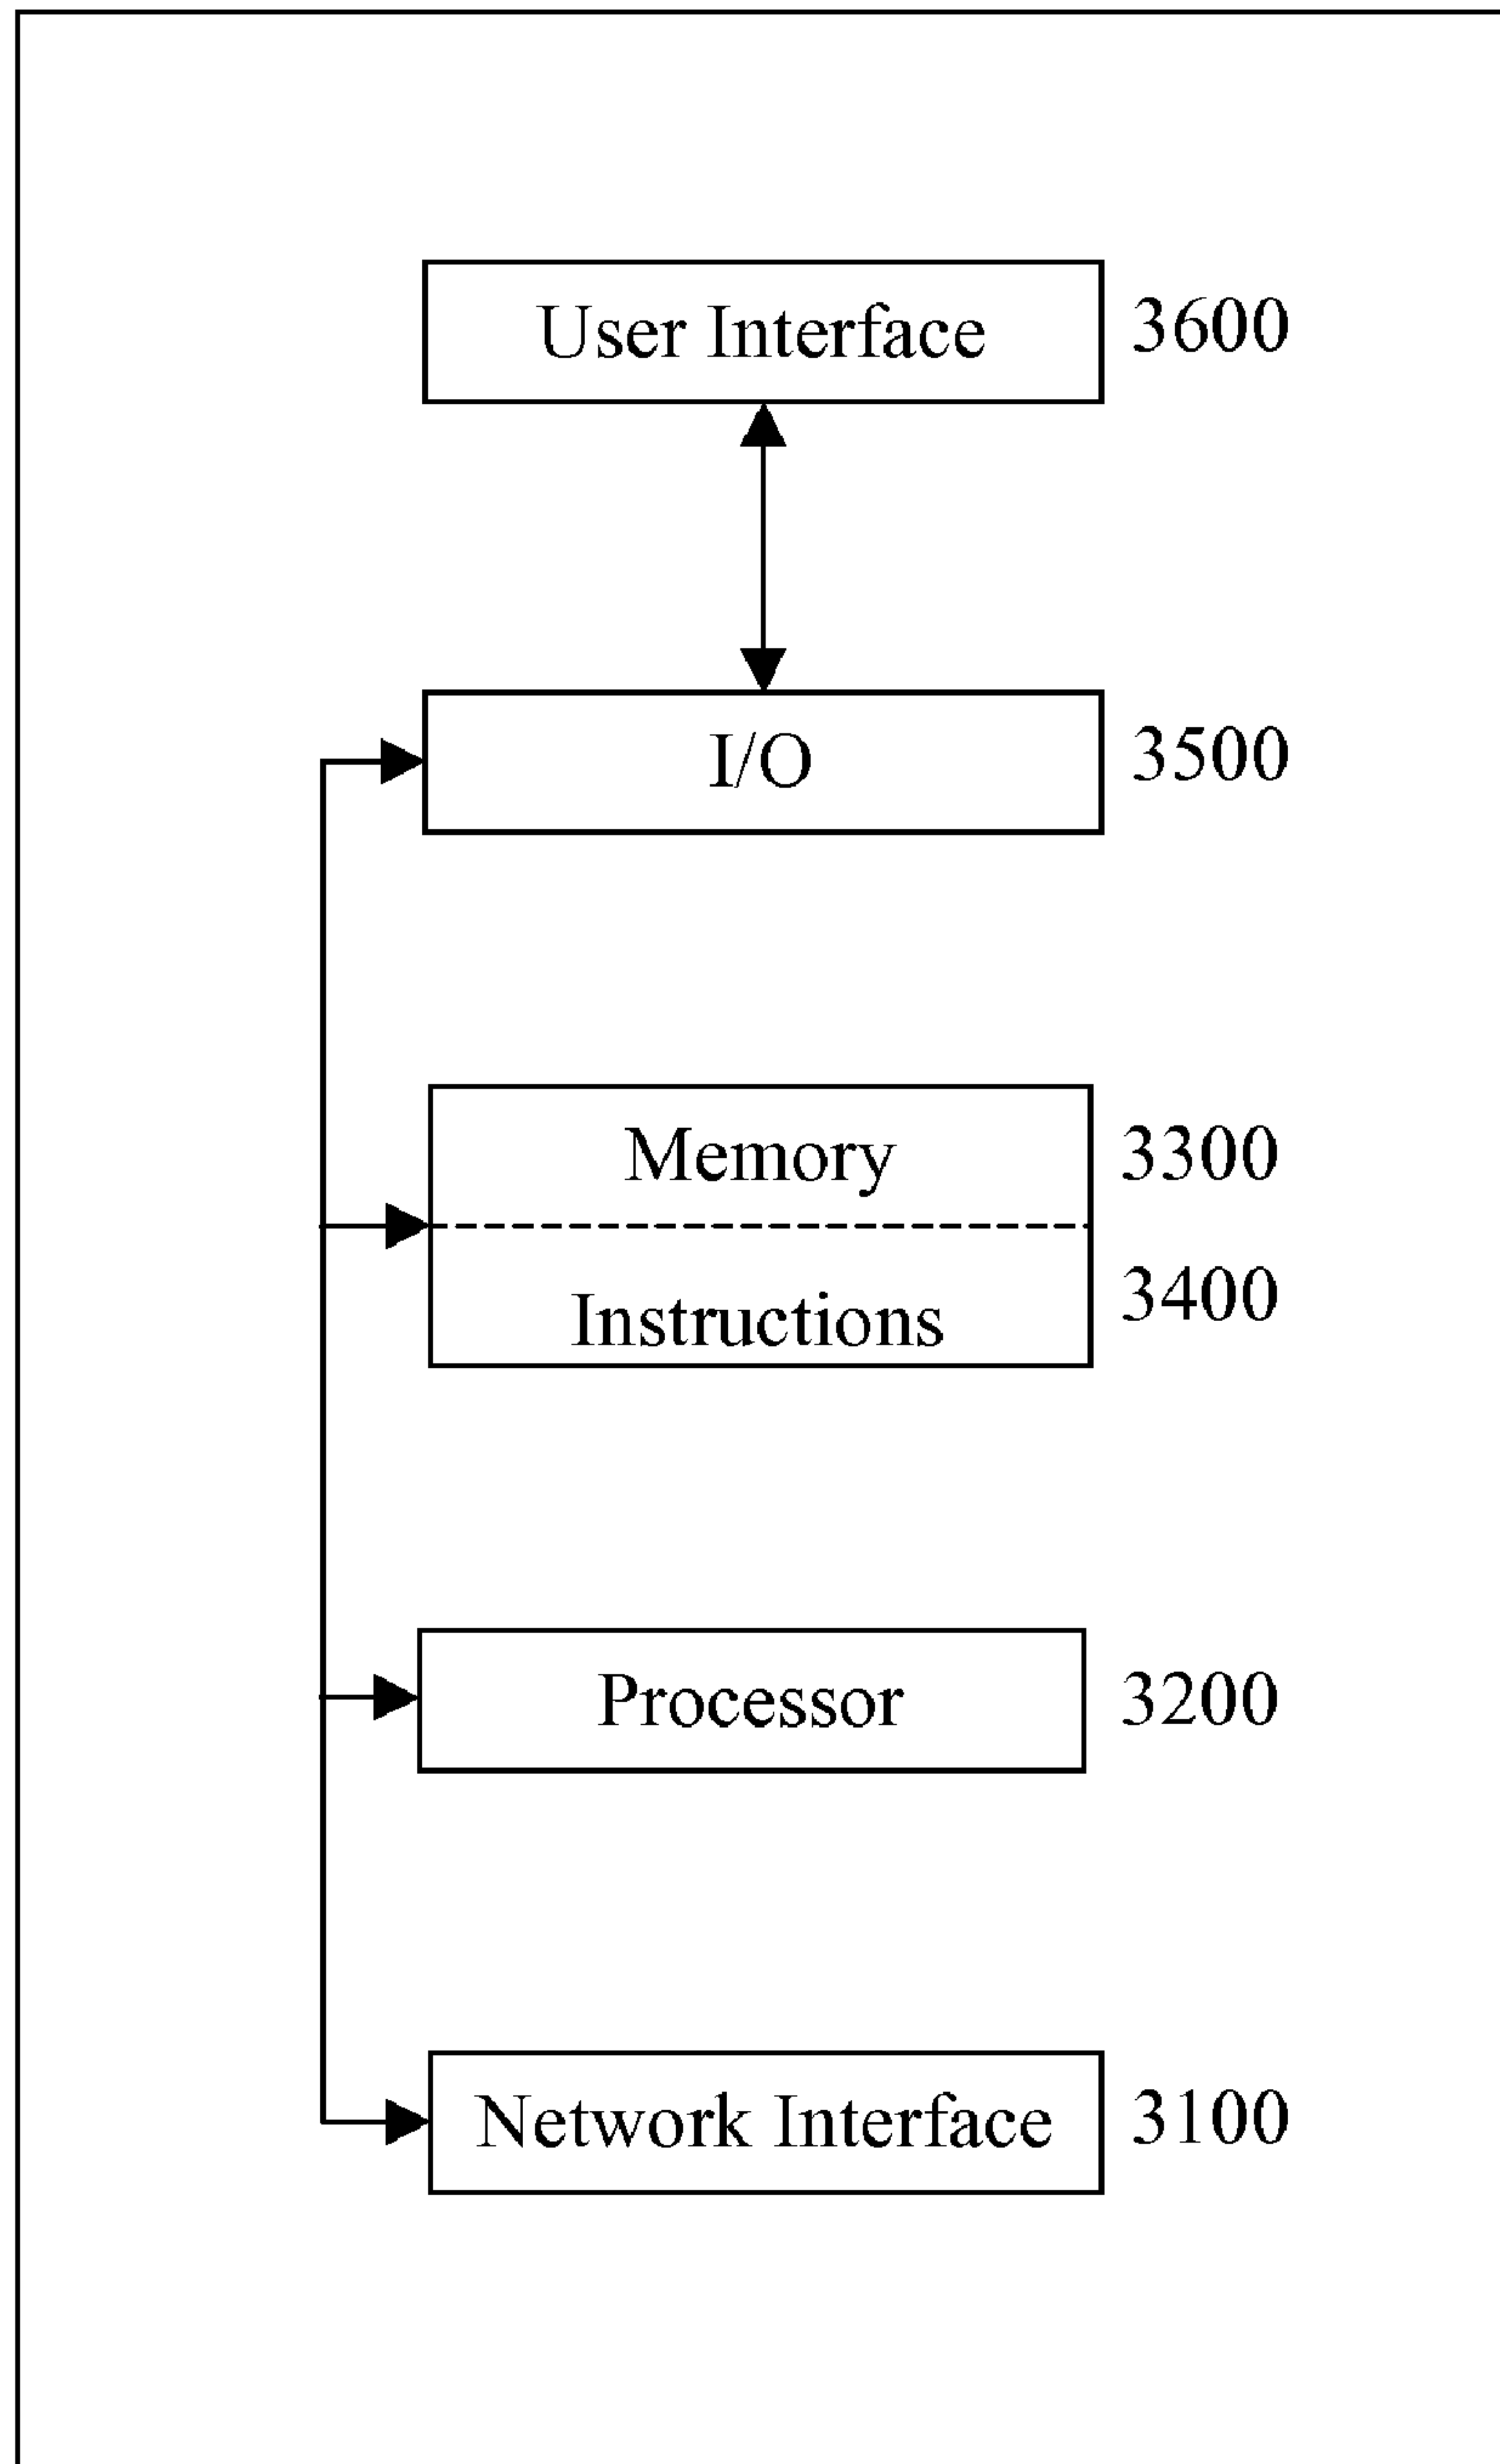 User Interface 3600
I/O 3500
Memory 3300
Instructions 3400
Processor 3200
Network Interface 3100